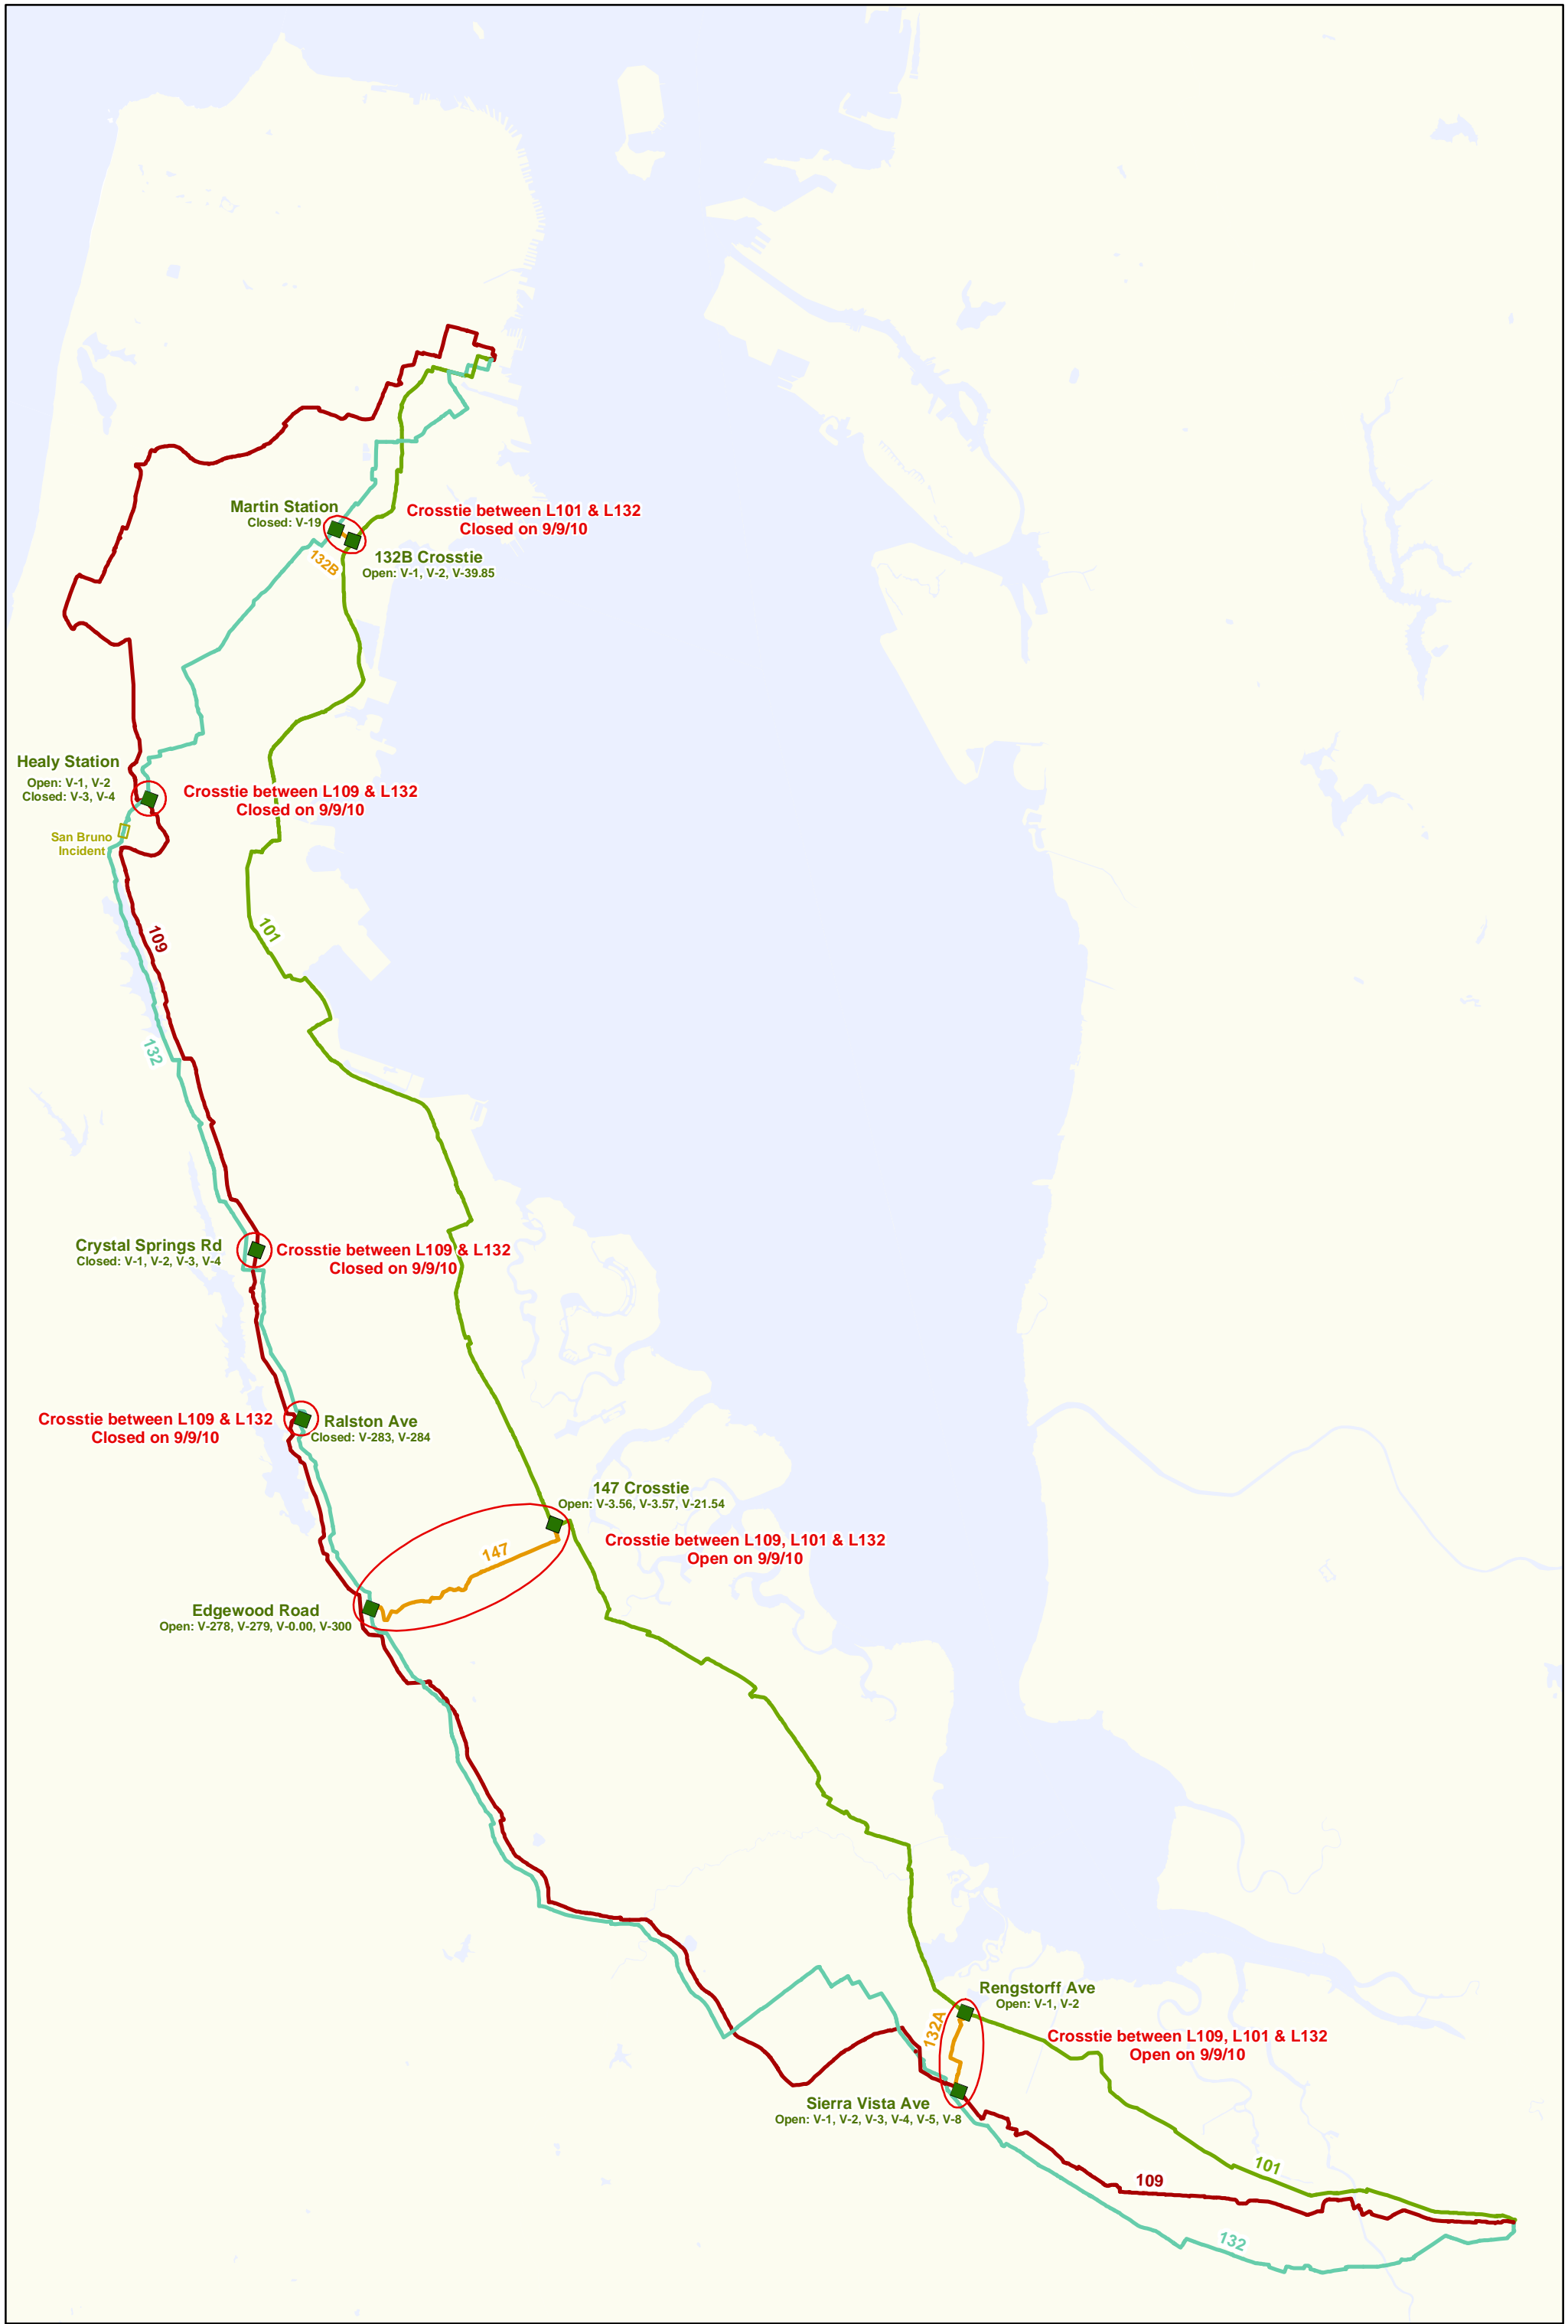 Martin Station
Closed: V-19
Crosstie between L101 & L132
Closed on 9/9/10
132B
132B Crosstie
Open: V-1, V-2, V-39.85
Healy Station
Open: V-1, V-2
Closed: V-3, V-4
Crosstie between L109 & L132
Closed on 9/9/10
San Bruno
Incident
101
109
132
Crystal Springs Rd
Closed: V-1, V-2, V-3, V-4
Crosstie between L109 & L132
Closed on 9/9/10
Crosstie between L109 & L132
Closed on 9/9/10
Ralston Ave
Closed: V-283, V-284
147 Crosstie
Open: V-3.56, V-3.57, V-21.54
Crosstie between L109, L101 & L132
Open on 9/9/10
147
Edgewood Road
Open: V-278, V-279, V-0.00, V-300
Rengstorff Ave
Open: V-1, V-2
132A
Crosstie between L109, L101 & L132
Open on 9/9/10
Sierra Vista Ave
Open: V-1, V-2, V-3, V-4, V-5, V-8
101
109
132